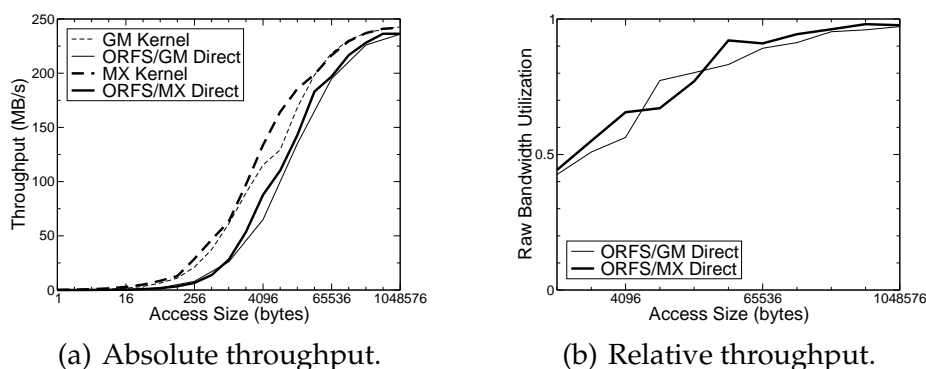 250
200
150
100
50
0
Throughput (MB/s)
GM Kernel
ORFS/GM Direct
MX Kernel
ORFS/MX Direct
1 16 256 4096 65536 1048576
Access Size (bytes)
(a) Absolute throughput.
1
0.5
0
Raw Bandwidth Utilization
ORFS/GM Direct
ORFS/MX Direct
4096 65536 1048576
Access Size (bytes)
(b) Relative throughput.